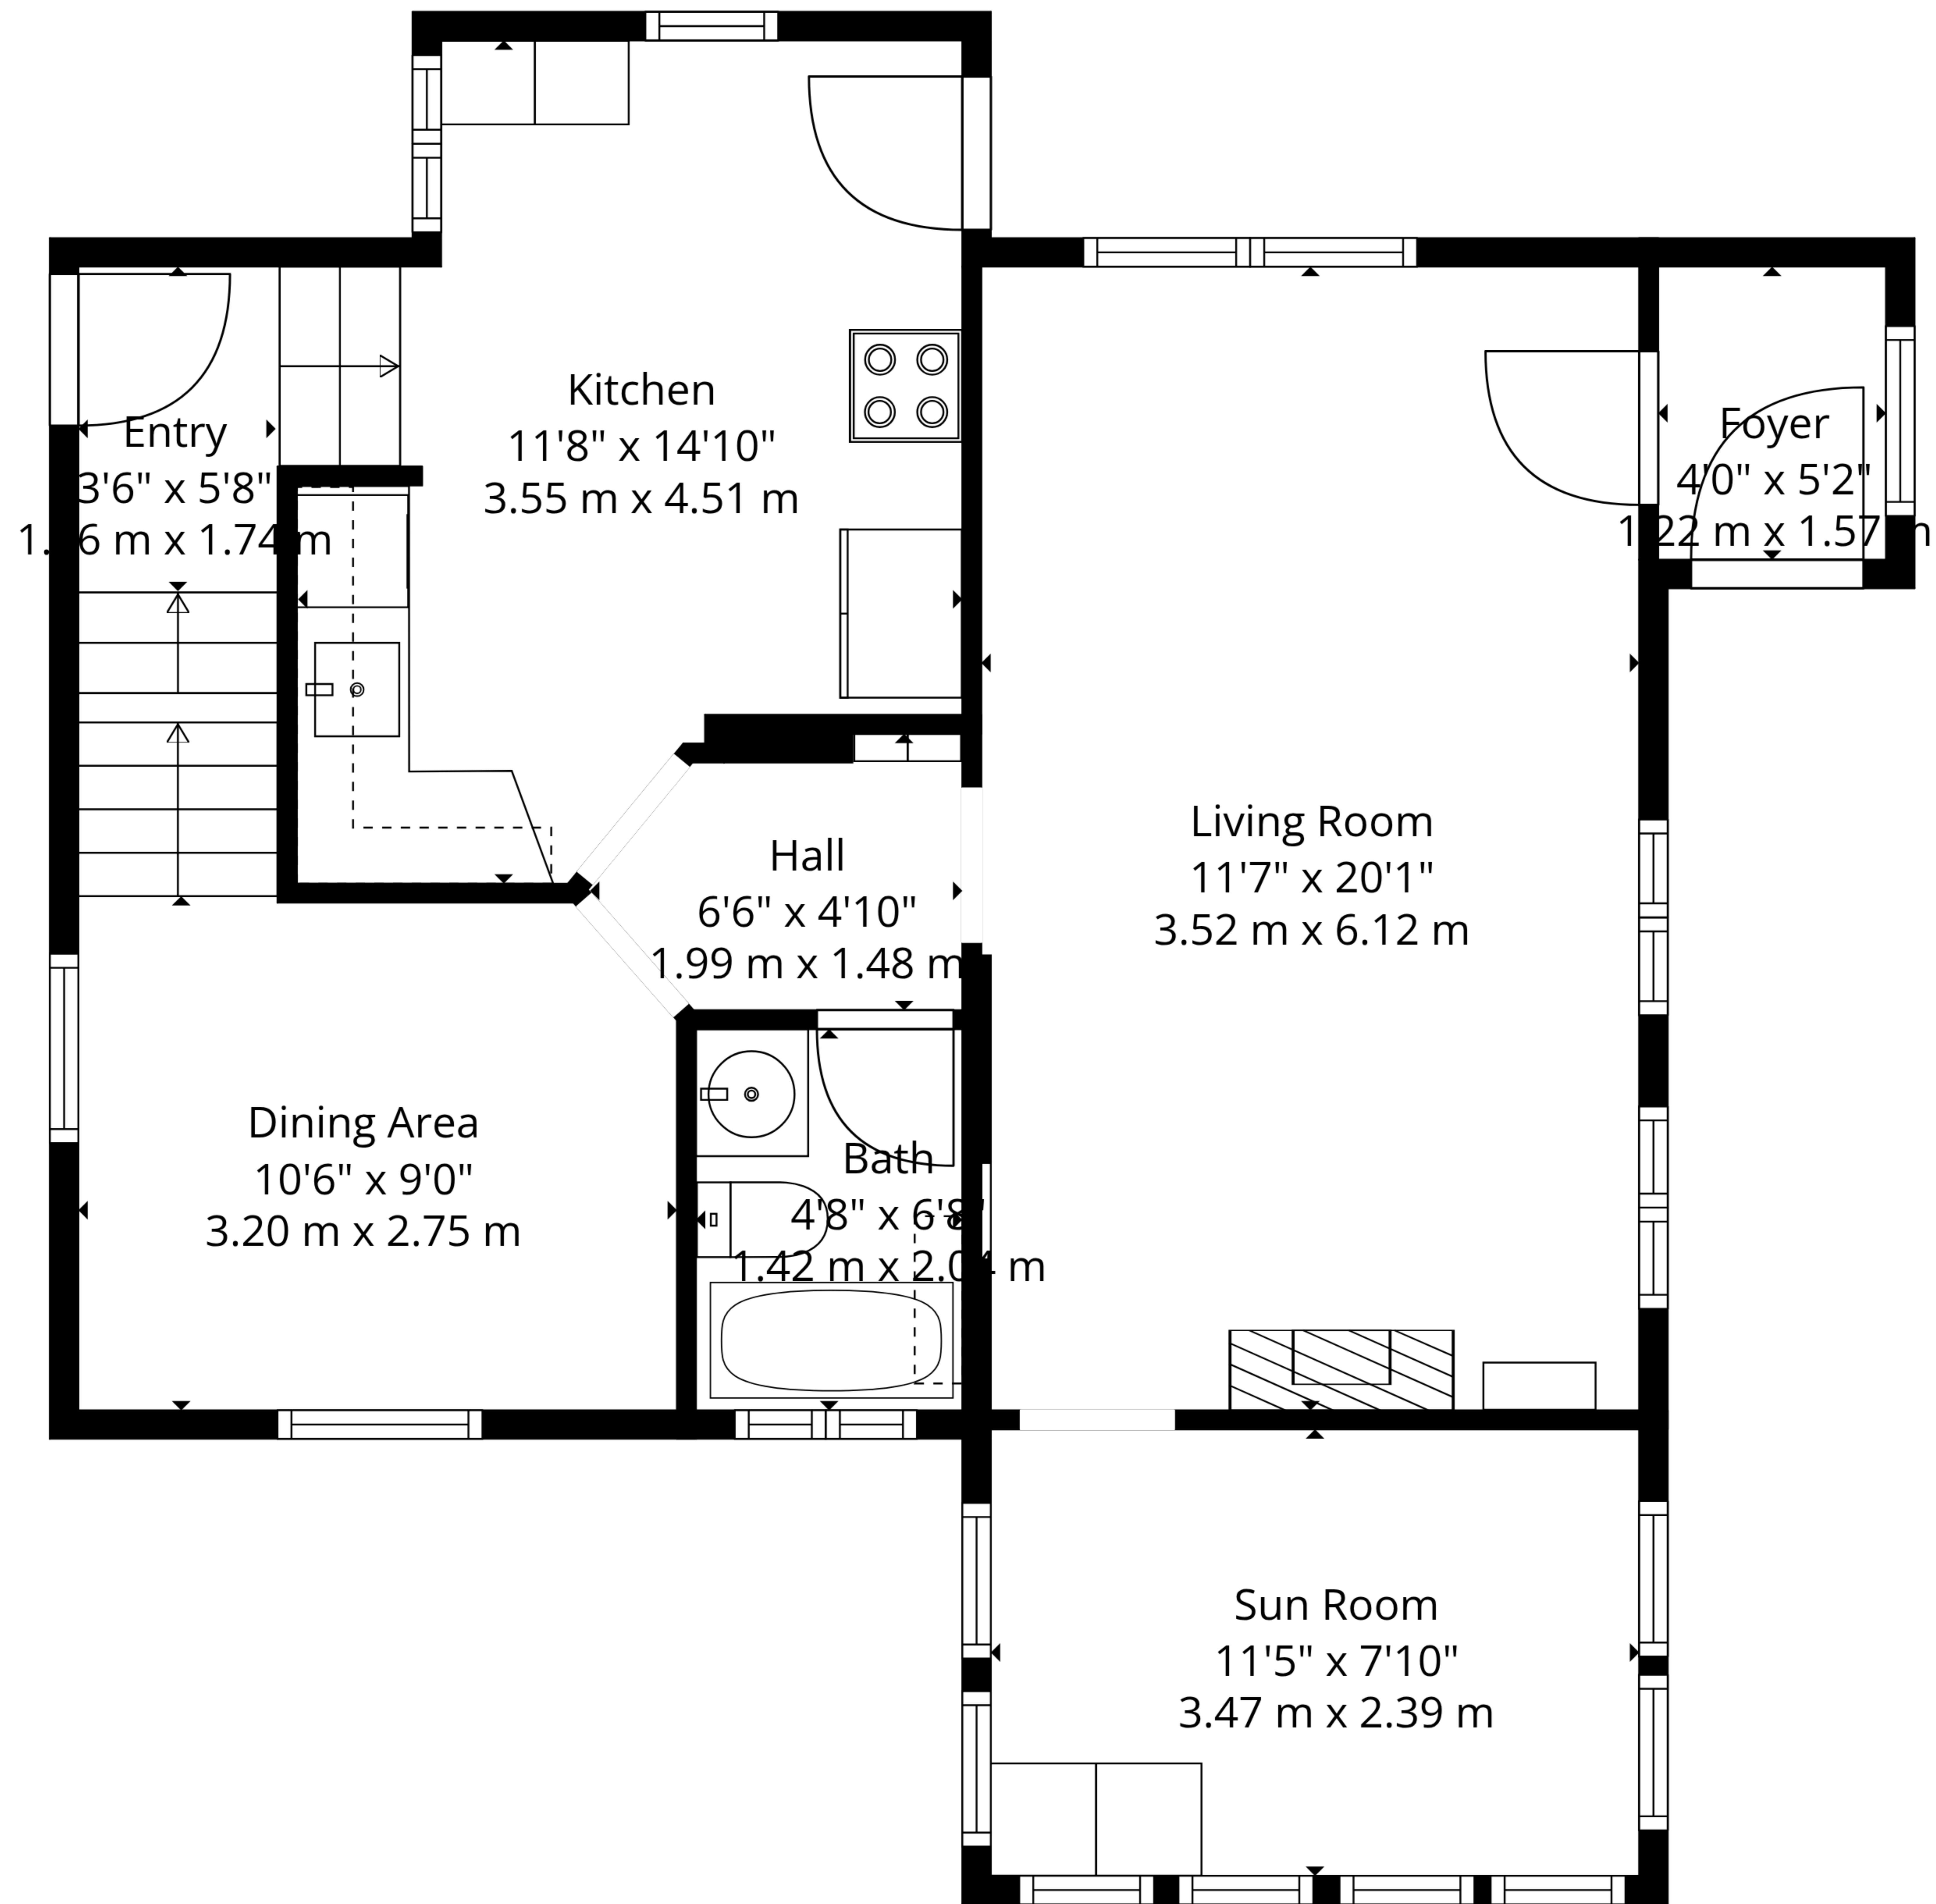 Kitchen
11'8" x 14'10"
3.55 m x 4.51 m
Entry
3'6" x 5'8"
m x 1.74 m
Foyer
4'0" x 5'2"
1.22 m x 1.57 m
Living Room
11'7" x 20'1"
3.52 m x 6.12 m
Hall
6'6" x 4'10"
1.99 m x 1.48 m
Dining Area
10'6" x 9'0"
3.20 m x 2.75 m
Bath
4'8" x 6'8"
1.42 m x m
Sun Room
11'5" x 7'10"
3.47 m x 2.39 m